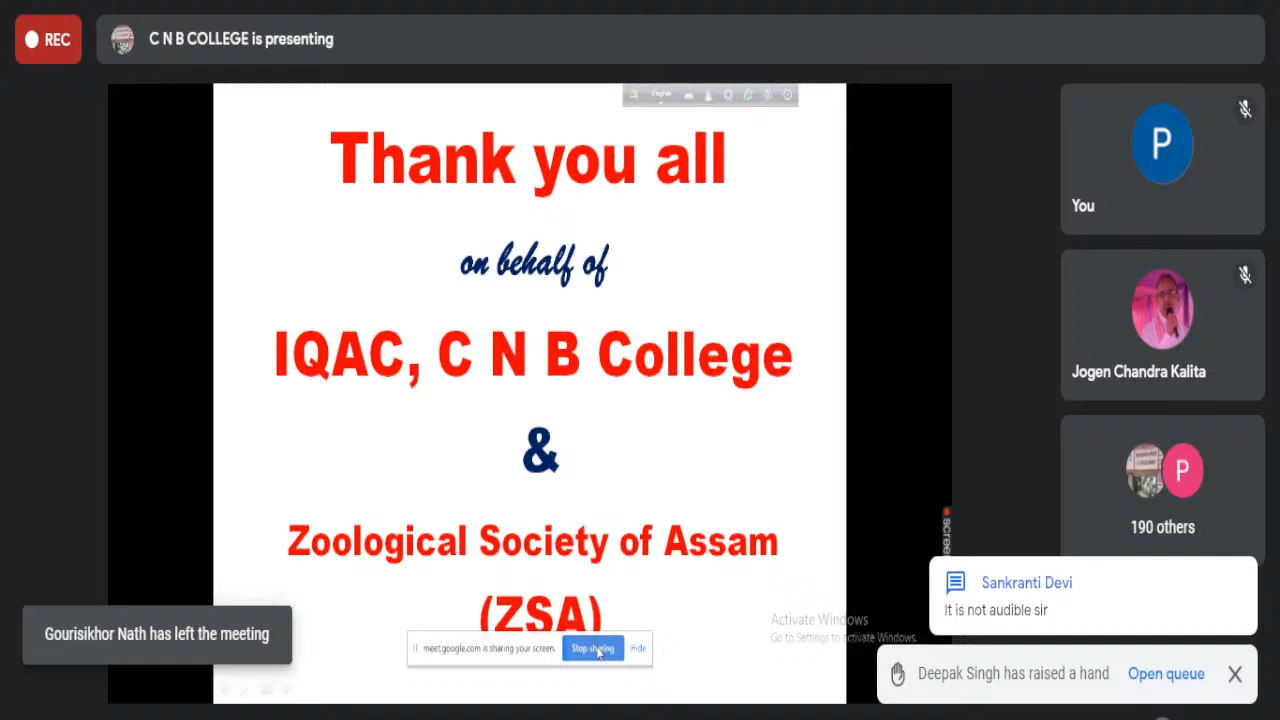 REC
C N B COLLEGE is presenting
English
Thank you all
on behalf of
IQAC, C N B College
&
Zoological Society of Assam
(ZSA)
P
You
Jogen Chandra Kalita
P
190 others
scree
Sankranti Devi
It is not audible sir
Gourisikhor Nath has left the meeting
Activate Windows
Go to Settings to activate Windows.
meet.google.com is sharing your screen.
Stop sharing
Hide
Deepak Singh has raised a hand
Open queue